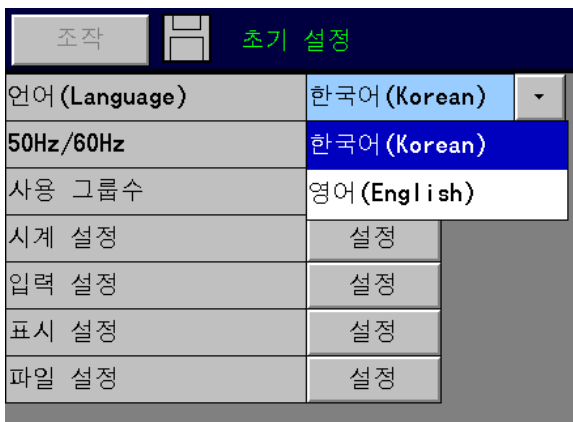 조작 초기 설정
언어(Language) 한국어(Korean)
50Hz/60Hz 한국어(Korean)
사용 그룹수 영어(English)
시계 설정 설정
입력 설정 설정
표시 설정 설정
파일 설정 설정